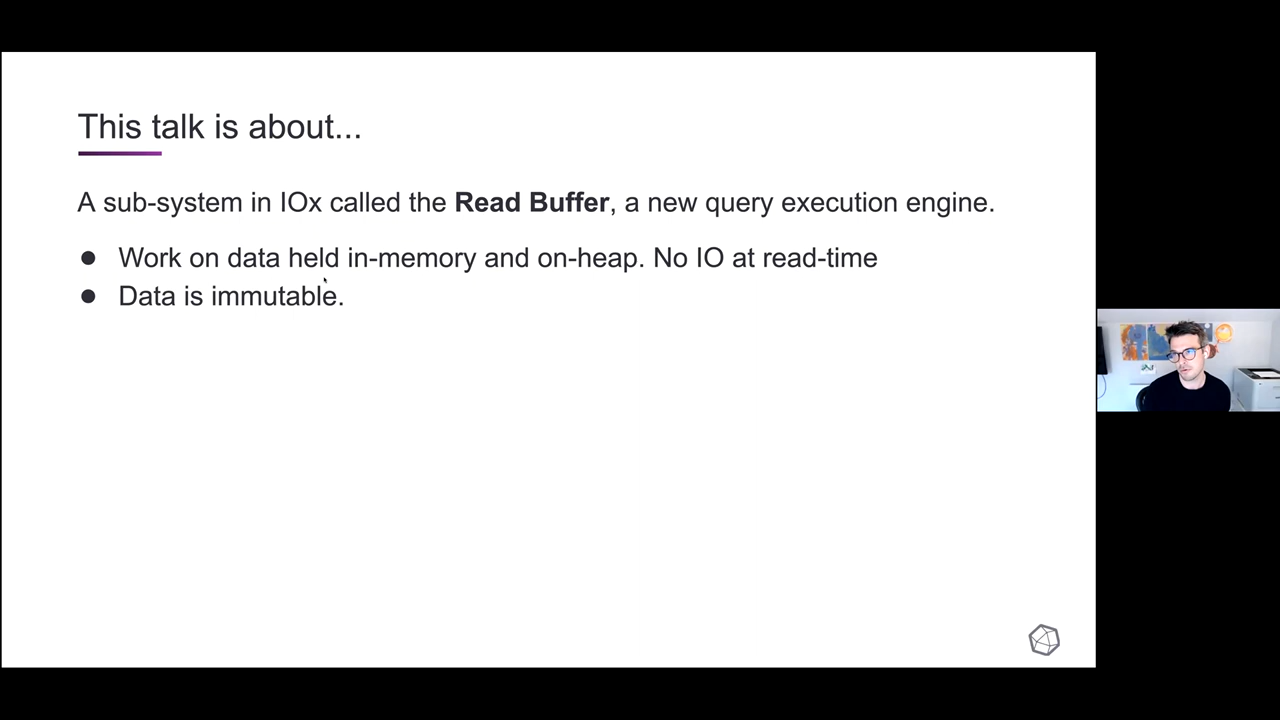 This talk is about...
A sub-system in IOx called the Read Buffer, a new query execution engine.
● Work on data held in-memory and on-heap. No IO at read-time
● Data is immutable.